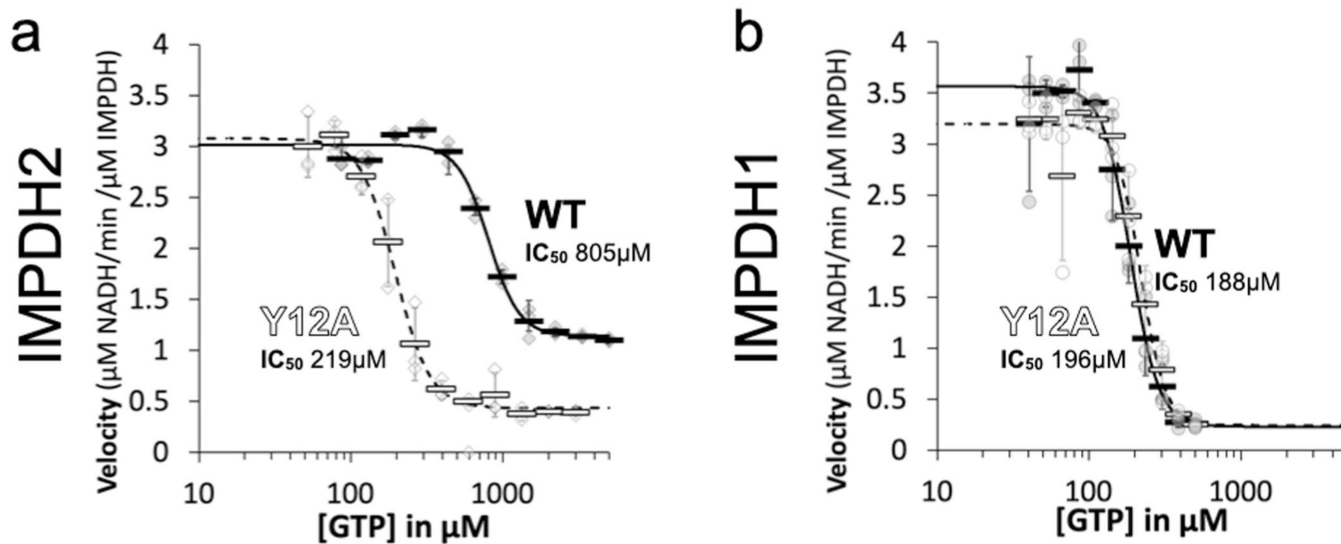 a
IMPDH2
Velocity (µM NADH/min /µM IMPDH)
4
3.5
3
2.5
2
1.5
1
0.5
0
WT
IC50 805µM
Y12A
IC50 219µM
10 100 1000
[GTP] in µM
b
IMPDH1
Velocity (µM NADH/min /µM IMPDH)
4
3.5
3
2.5
2
1.5
1
0.5
0
WT
IC50 188µM
Y12A
IC50 196µM
10 100 1000
[GTP] in µM